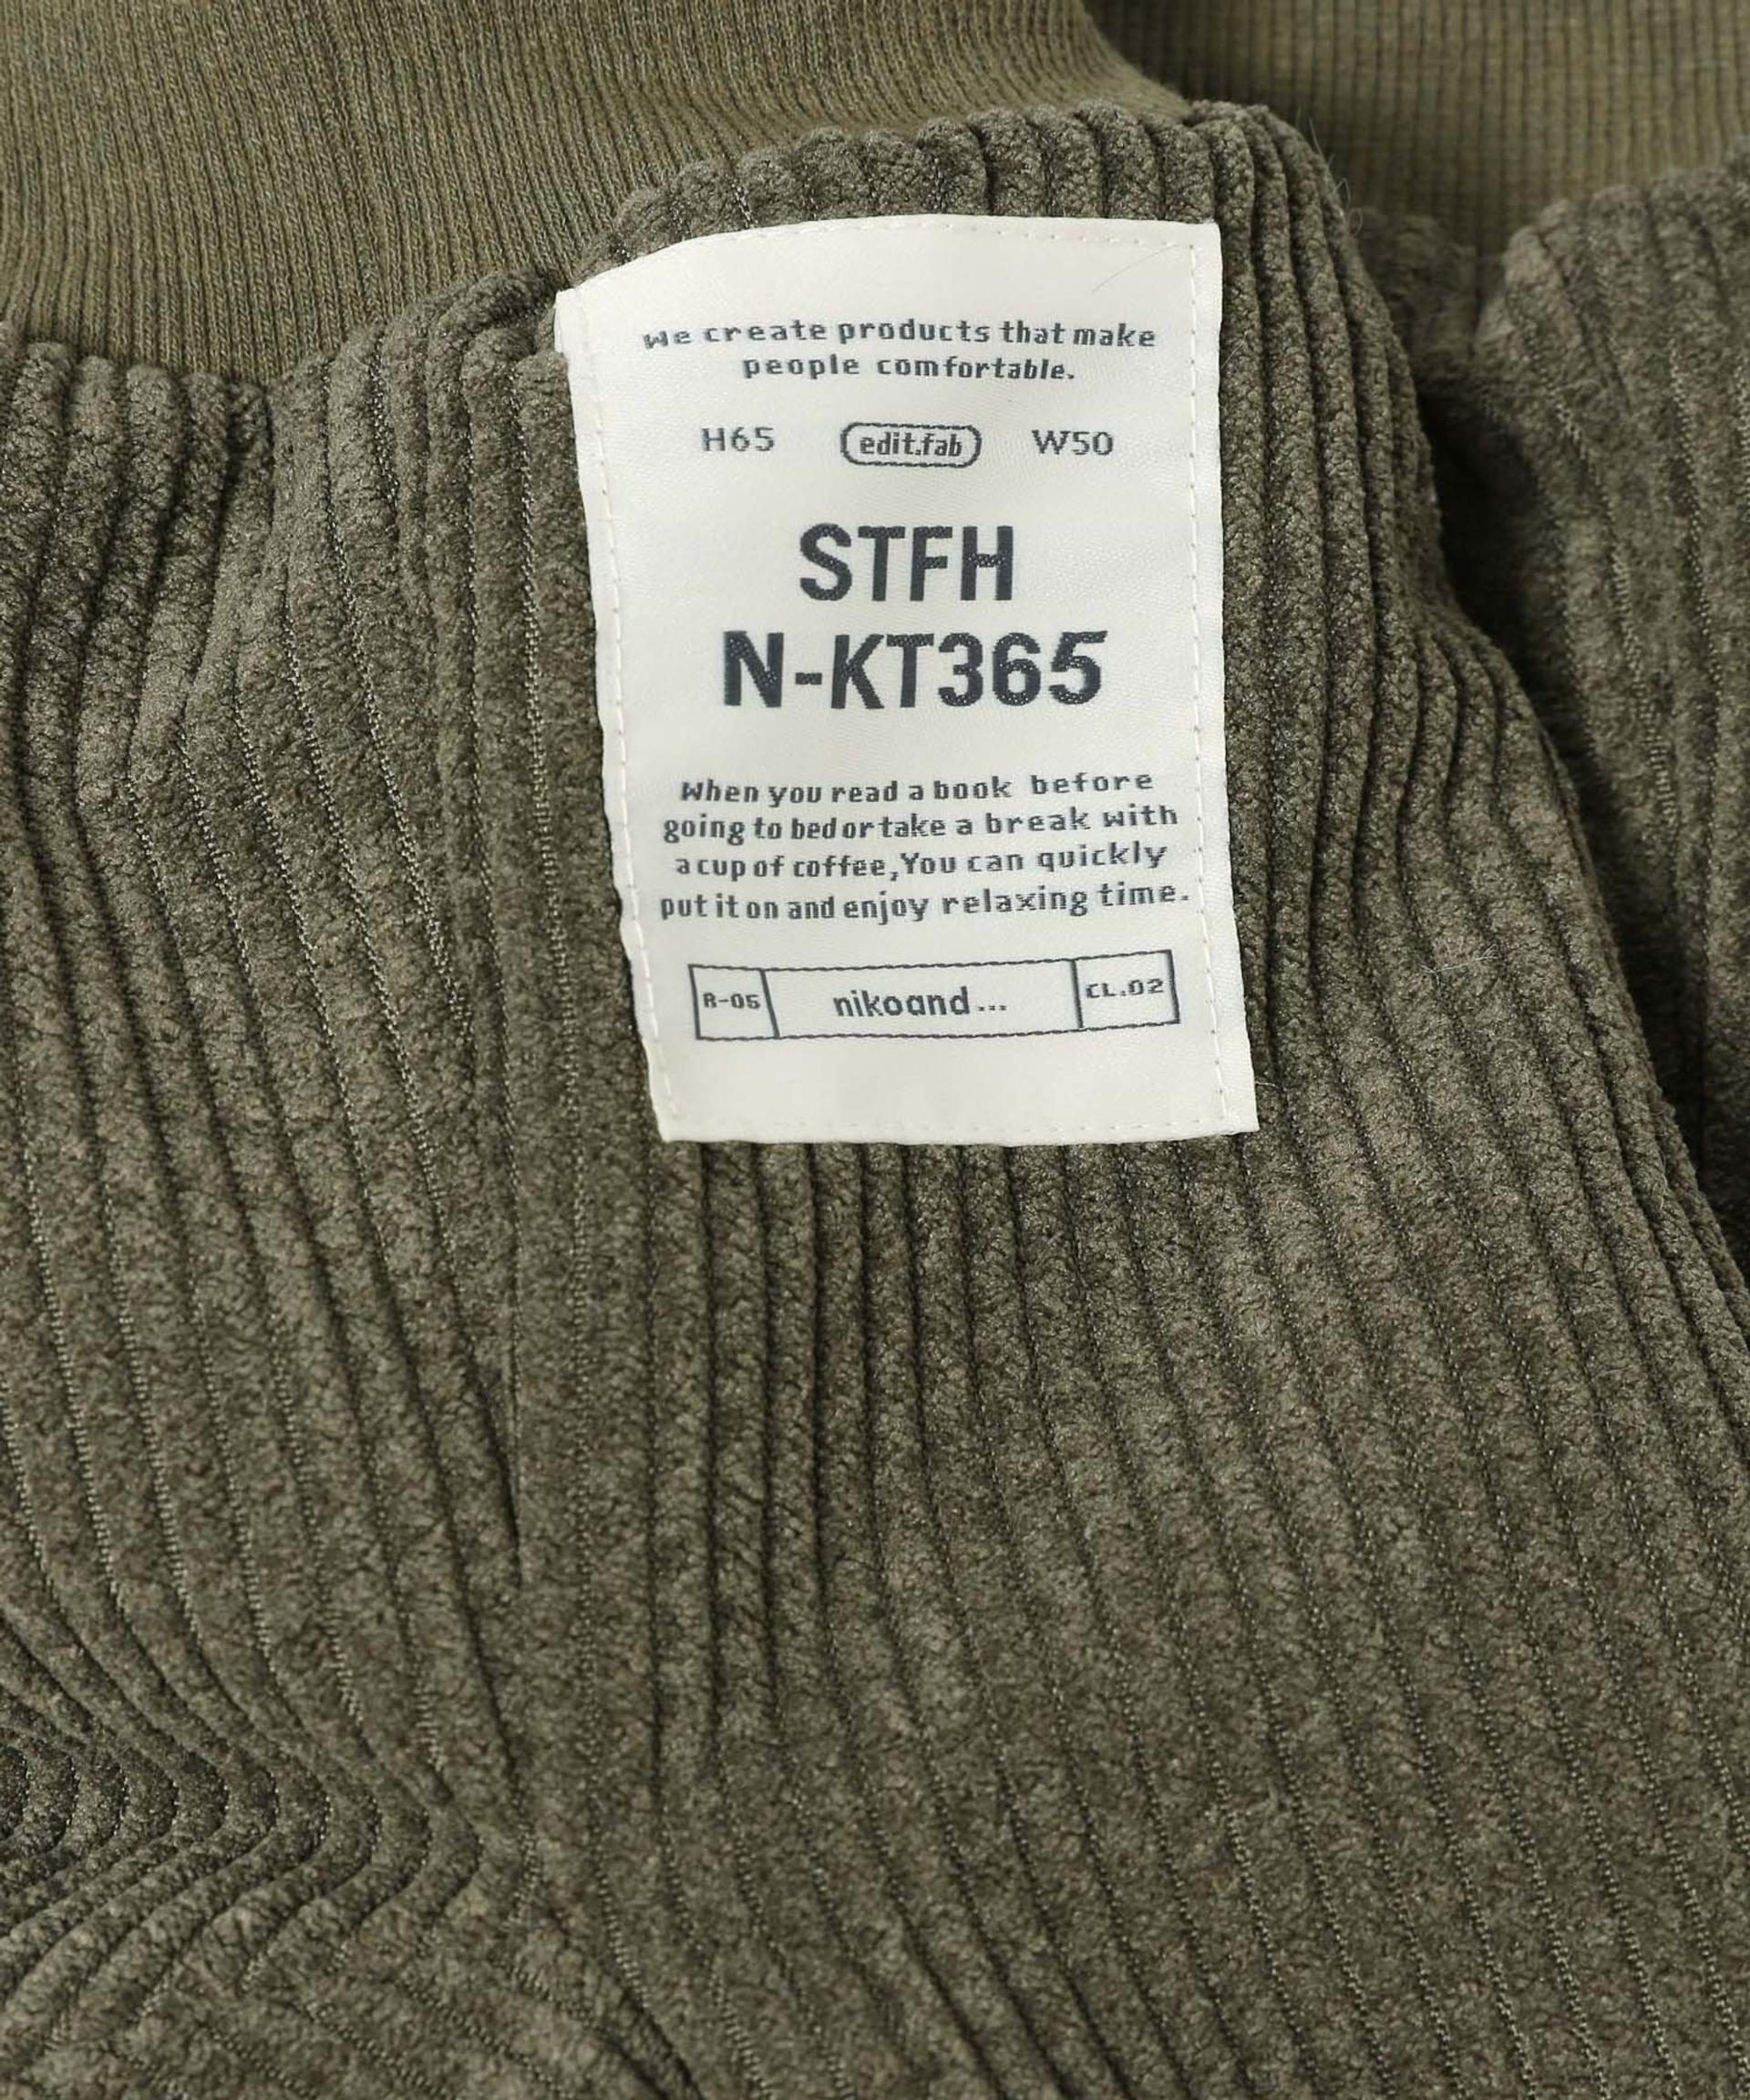 We create products that make
people comfortable.
H65 edit.fab W50
STFH
N-KT365
When you read a book before
going to bed or take a break with
a cup of coffee, You can quickly
put it on and enjoy relaxing time.
R-05 nikoand... CL.02